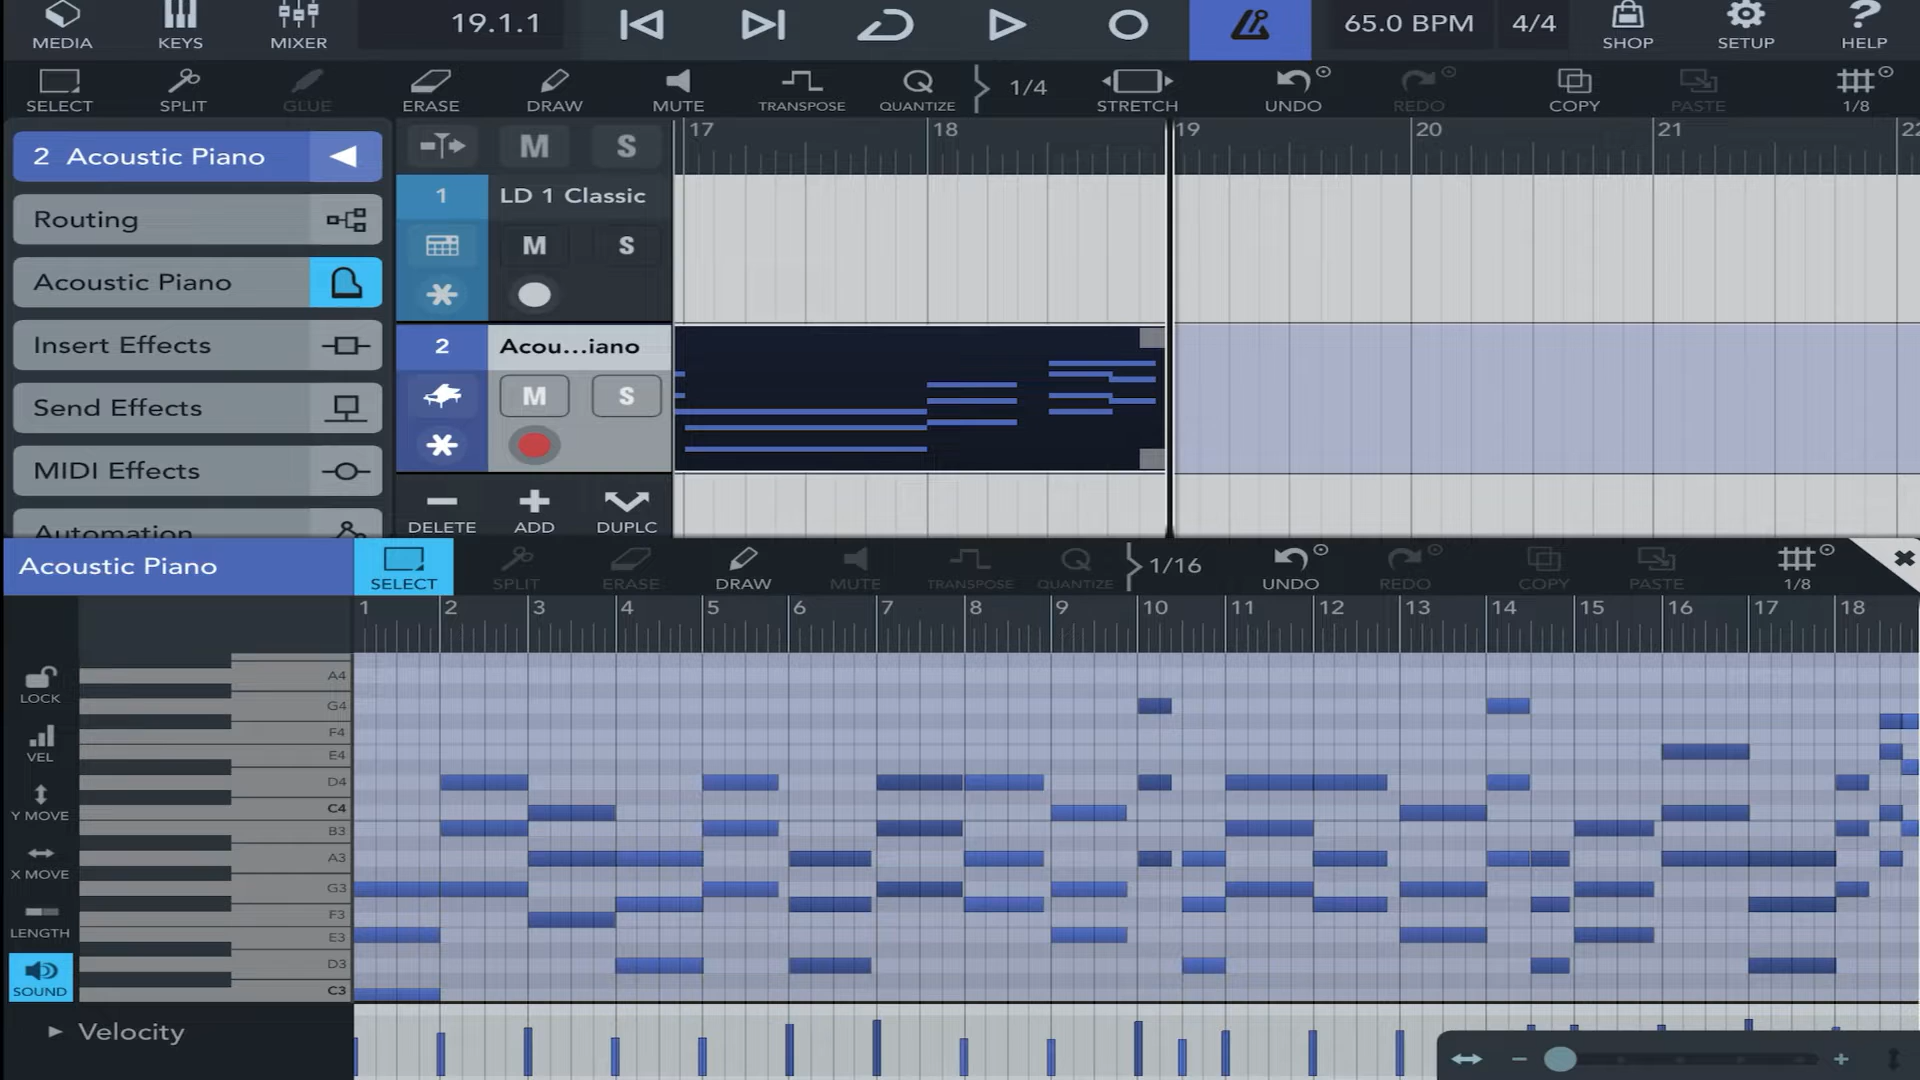 MEDIA KEYS MIXER 19.1.1 65.0 BPM 4/4 SHOP SETUP HELP
SELECT SPLIT GLUE ERASE DRAW MUTE TRANSPOSE QUANTIZE 1/4 STRETCH UNDO REDO COPY PASTE 1/8
2 Acoustic Piano M S 17 18 19 20 21 22
1 LD 1 Classic
Routing
M S
Acoustic Piano
Insert Effects 2 Acou...iano
Send Effects M S
MIDI Effects
Automation DELETE ADD DUPLC
Acoustic Piano SELECT SPLIT ERASE DRAW MUTE TRANSPOSE QUANTIZE 1/16 UNDO REDO COPY PASTE 1/8
1 2 3 4 5 6 7 8 9 10 11 12 13 14 15 16 17 18
A4
LOCK
G4
F4
VEL E4
D4
C4
Y MOVE
B3
A3
X MOVE
G3
F3
LENGTH
E3
D3
SOUND C3
Velocity